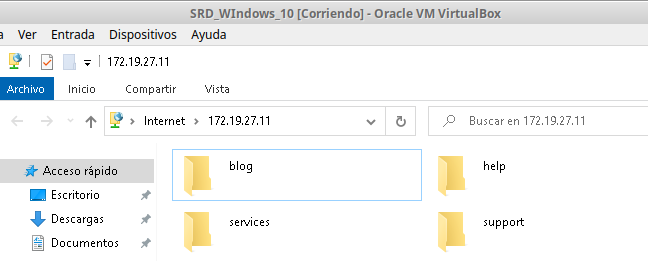 SRD_WIndows_10 [Corriendo] - Oracle VM VirtualBox
Ver Entrada Dispositivos Ayuda
172.19.27.11
Archivo Inicio Compartir Vista
Internet 172.19.27.11 Buscar en 172.19.27.11
Acceso rápido
Escritorio
Descargas
Documentos
blog help
services support